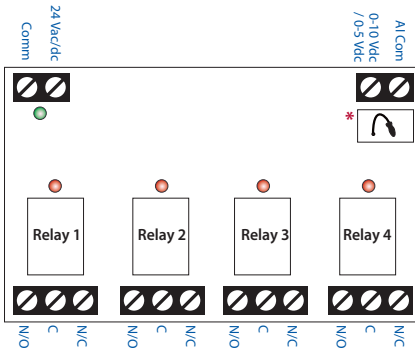 Comm
24 Vac/dc
0-10 Vdc
/ 0-5 Vdc
AI Com
*
Relay 1
Relay 2
Relay 3
Relay 4
N/O
C
N/C
N/O
C
N/C
N/O
C
N/C
N/O
C
N/C